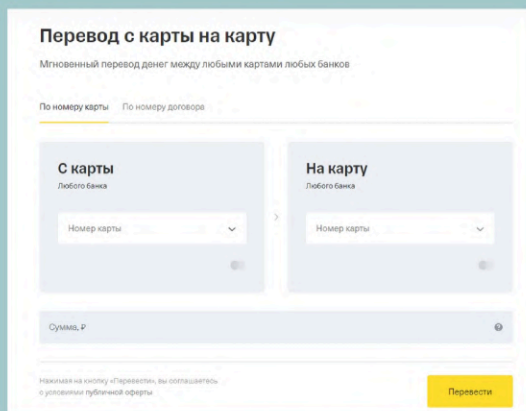 Перевод с карты на карту
Мгновенный перевод денег между любыми картами любых банков
По номеру карты По номеру договора
С карты
Любого банка
Номер карты
На карту
Любого банка
Номер карты
Сумма, ₽
Нажимая на кнопку «Перевести», вы соглашаетесь
с условиями публичной оферты
Перевести